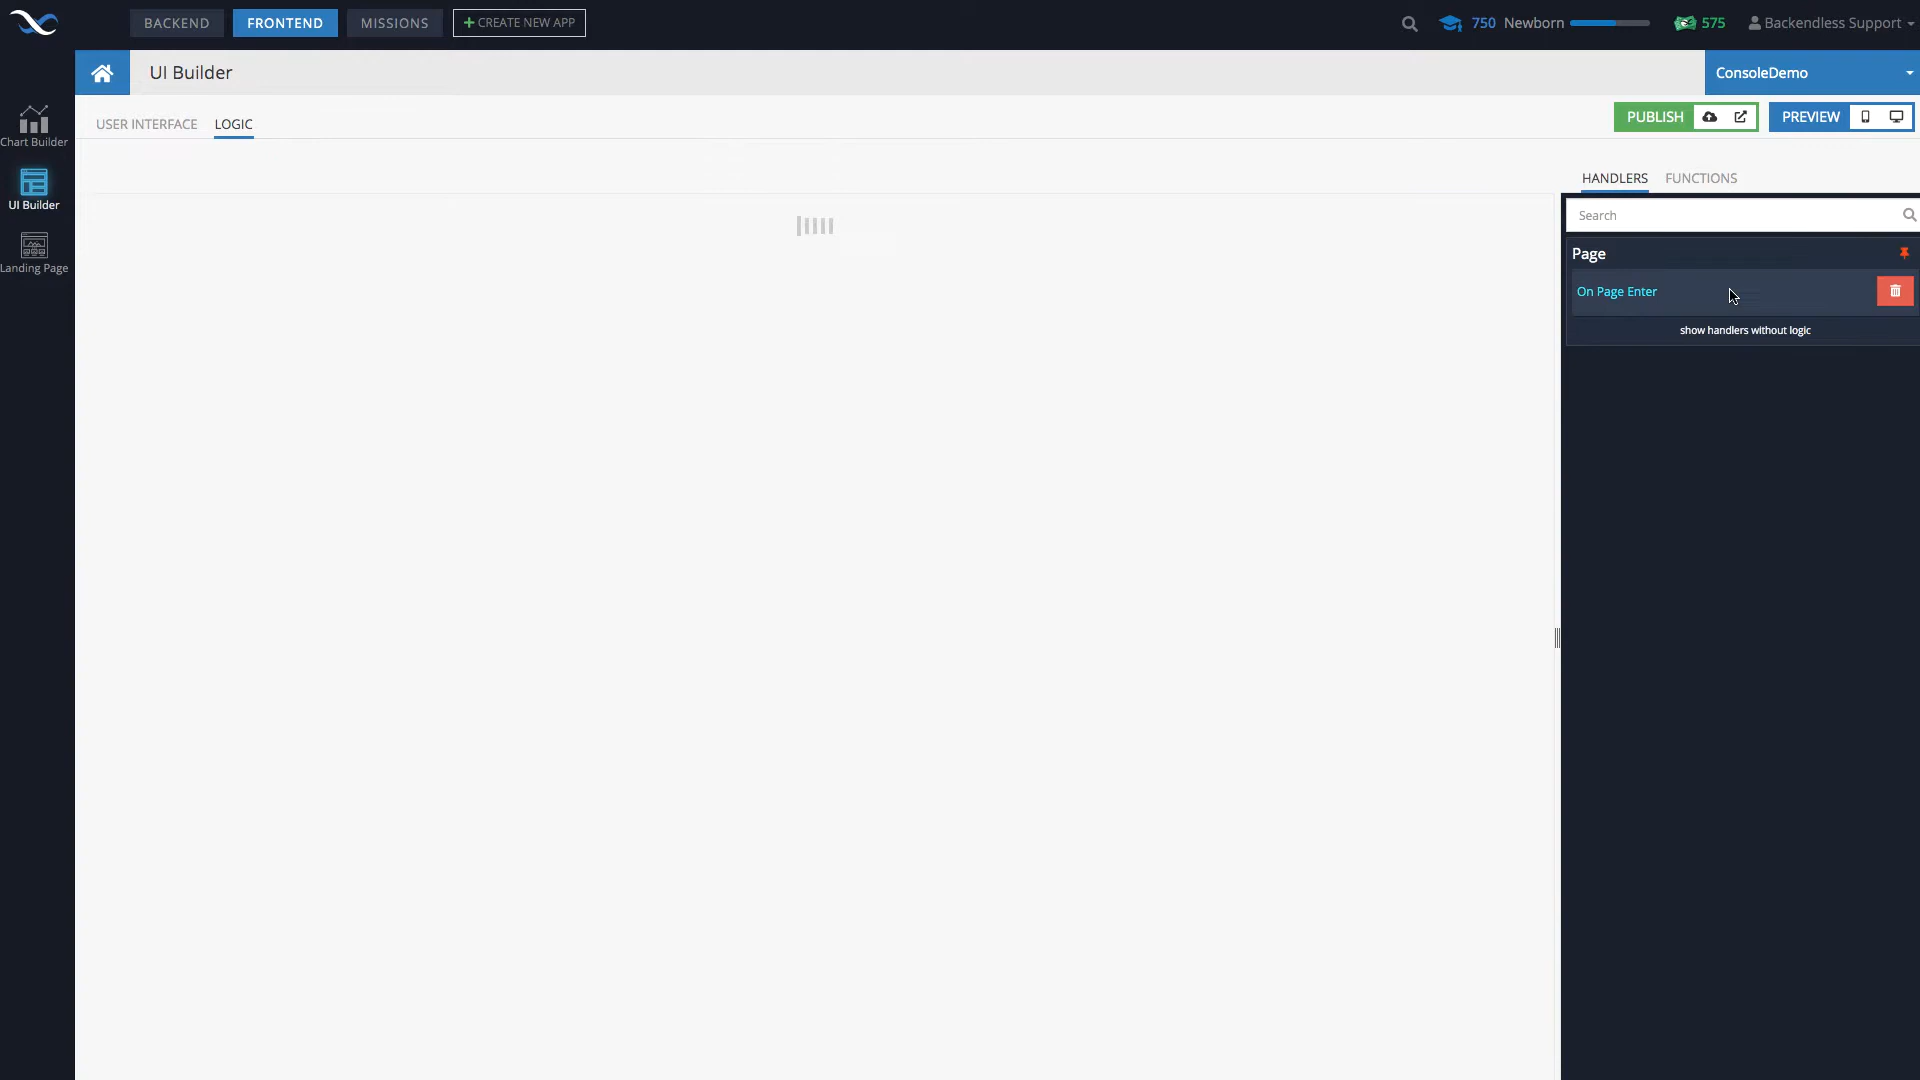 BACKEND
FRONTEND
MISSIONS
+ CREATE NEW APP
750 Newborn
575
Backendless Support
UI Builder
ConsoleDemo
USER INTERFACE
LOGIC
PUBLISH
PREVIEW
Chart Builder
UI Builder
Landing Page
HANDLERS
FUNCTIONS
Search
Page
On Page Enter
show handlers without logic